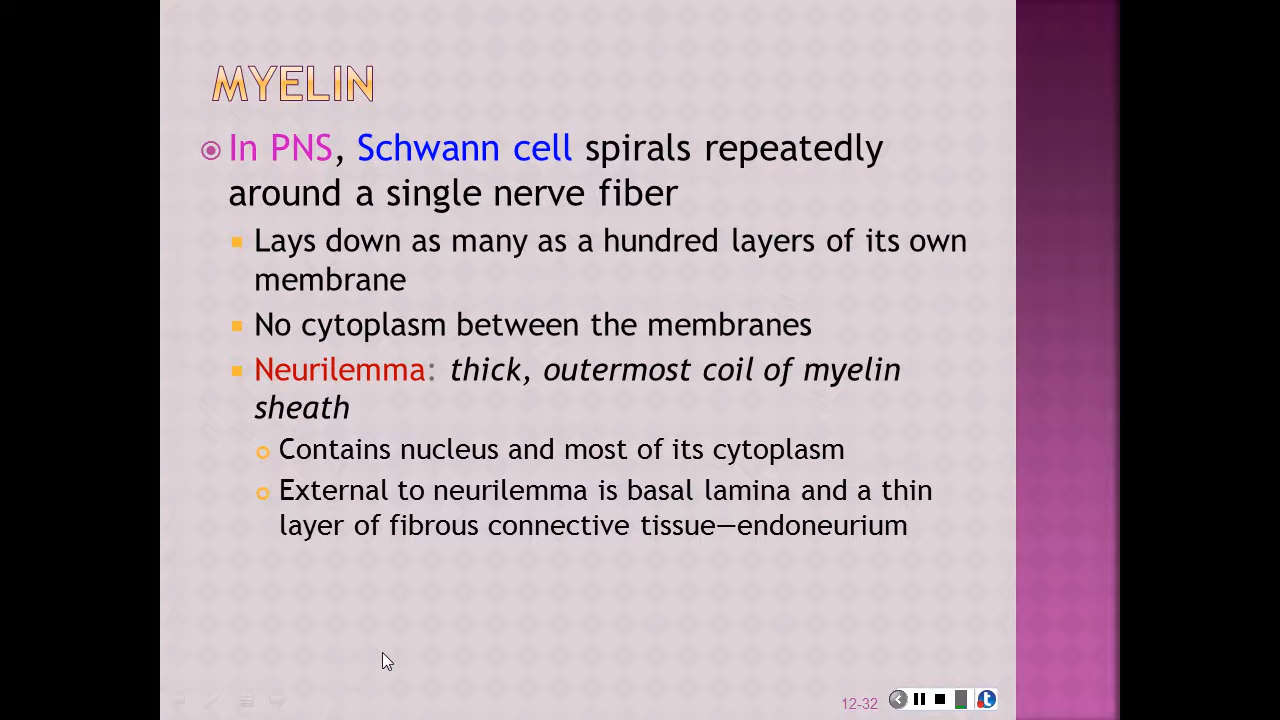 MYELIN
In PNS, Schwann cell spirals repeatedly
around a single nerve fiber
Lays down as many as a hundred layers of its own
membrane
No cytoplasm between the membranes
Neurilemma: thick, outermost coil of myelin
sheath
Contains nucleus and most of its cytoplasm
External to neurilemma is basal lamina and a thin
layer of fibrous connective tissue—endoneurium
12-32
t